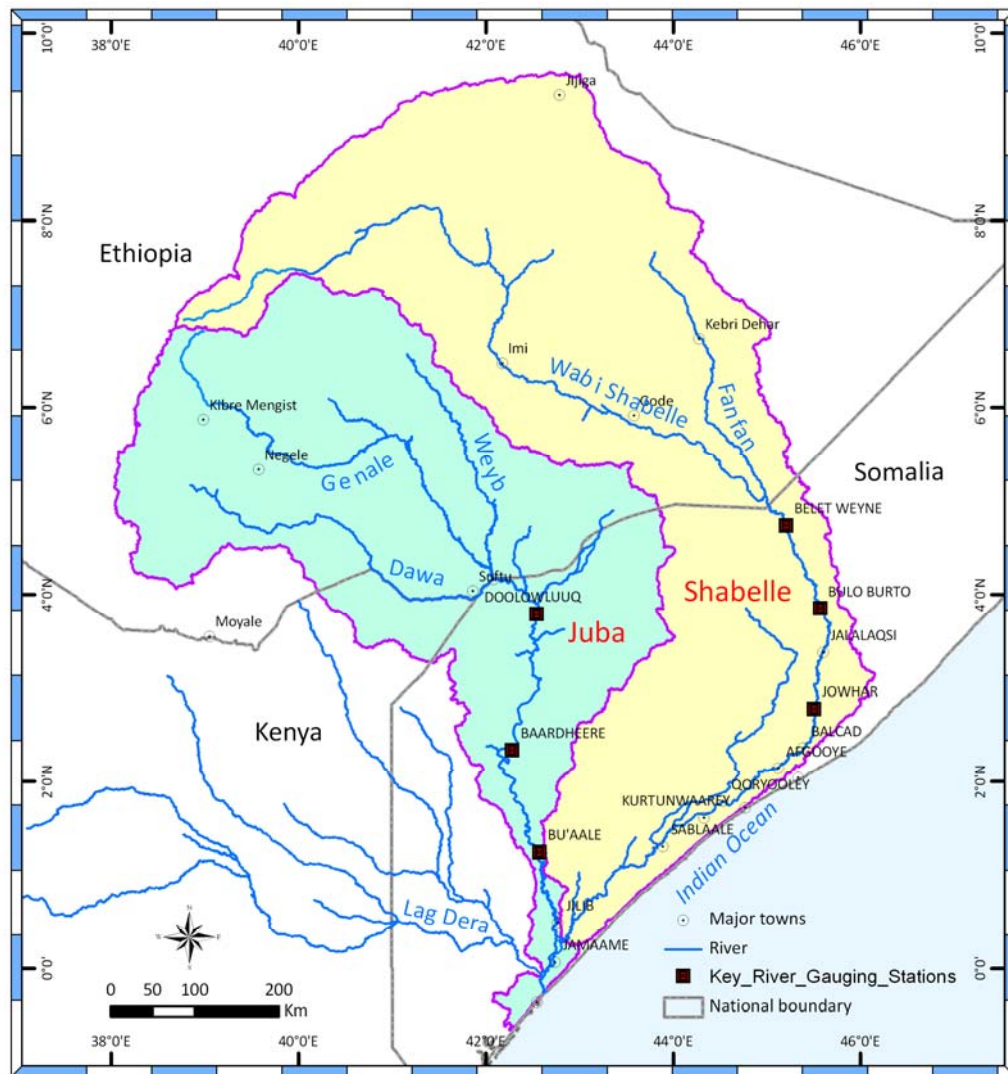 38°0'E 40°0'E 42°0'E 44°0'E 46°0'E
10°0' 10°0'
Jijiga
8°0'N 8°0'N
Ethiopia
Kebri Dehar
Imi
Wabi Shabelle
Gode
Fanfan
6°0'N 6°0'N
Kibre Mengist
Negele
Genale
Weyb
Somalia
BELET WEYNE
Dawa
Suftu
DOOLOWLUUQ
Shabelle
BULO BURTO
4°0'N 4°0'N
Juba
Moyale
JALALAQSI
JOWHAR
Kenya
BAARDHEERE
BALCAD
AFGOOYE
2°0'N 2°0'N
QORYOOLEY
KURTUNWAAREY
SABLAALE
BU'AALE
Indian Ocean
Lag Dera
JILIB
JAMAAME
0°0' 0°0'
N
W E
S
0 50 100 200
Km
Major towns
River
Key_River_Gauging_Stations
National boundary
38°0'E 40°0'E 42°0'E 44°0'E 46°0'E